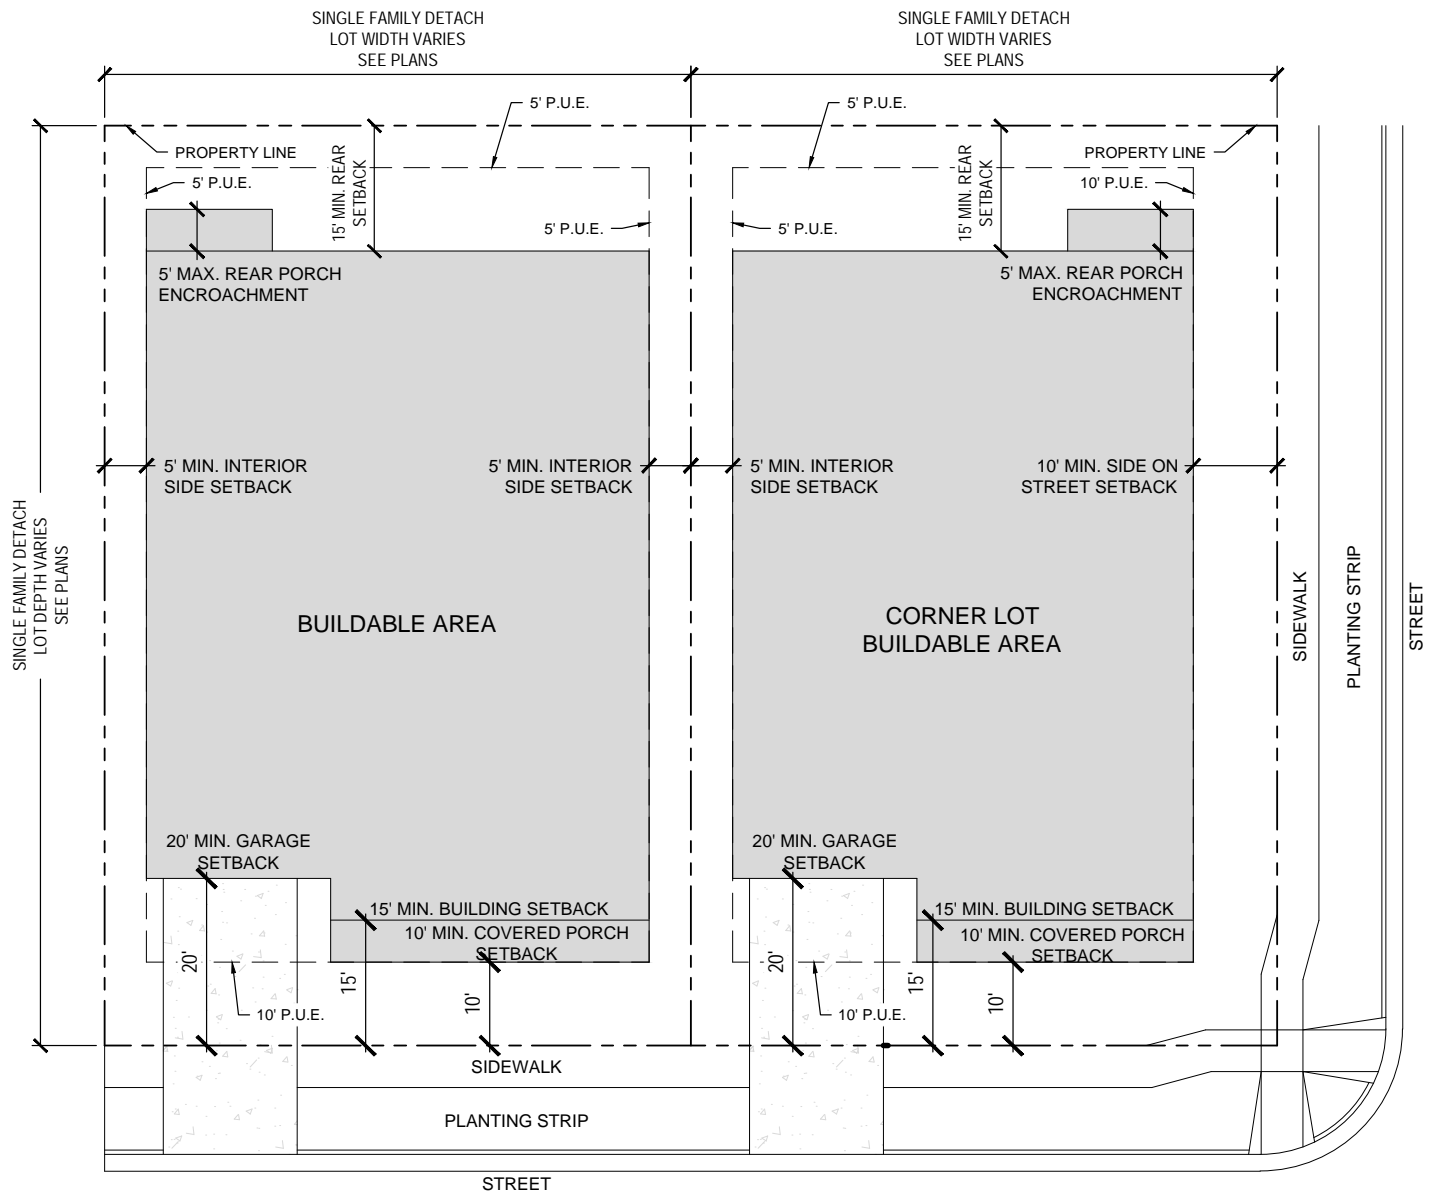 SINGLE FAMILY DETACH
LOT WIDTH VARIES
SEE PLANS
SINGLE FAMILY DETACH
LOT WIDTH VARIES
SEE PLANS
5' P.U.E.
5' P.U.E.
PROPERTY LINE
PROPERTY LINE
5' P.U.E.
10' P.U.E.
15' MIN. REAR
SETBACK
15' MIN. REAR
SETBACK
5' P.U.E.
5' P.U.E.
5' MAX. REAR PORCH
ENCROACHMENT
5' MAX. REAR PORCH
ENCROACHMENT
5' MIN. INTERIOR
SIDE SETBACK
5' MIN. INTERIOR
SIDE SETBACK
5' MIN. INTERIOR
SIDE SETBACK
10' MIN. SIDE ON
STREET SETBACK
SINGLE FAMILY DETACH
LOT DEPTH VARIES
SEE PLANS
BUILDABLE AREA
CORNER LOT
BUILDABLE AREA
SIDEWALK
PLANTING STRIP
STREET
20' MIN. GARAGE
SETBACK
20' MIN. GARAGE
SETBACK
15' MIN. BUILDING SETBACK
10' MIN. COVERED PORCH
SETBACK
15' MIN. BUILDING SETBACK
10' MIN. COVERED PORCH
SETBACK
20'
15'
10'
20'
15'
10'
10' P.U.E.
10' P.U.E.
SIDEWALK
PLANTING STRIP
STREET